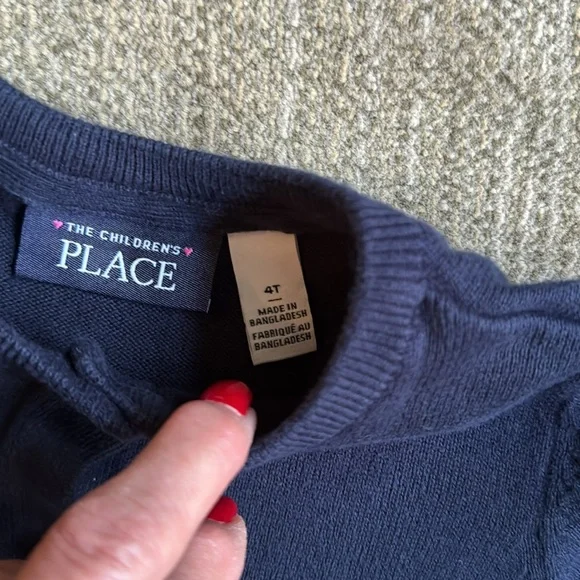 THE CHILDREN'S
PLACE
4T
MADE IN
BANGLADESH
FABRIQUÉ AU
BANGLADESH